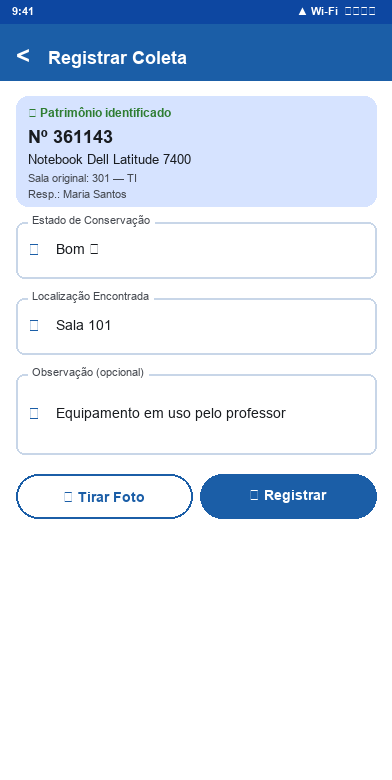 9:41
▲ Wi-Fi
< Registrar Coleta
Patrimônio identificado
Nº 361143
Notebook Dell Latitude 7400
Sala original: 301 — TI
Resp.: Maria Santos
Estado de Conservação
Bom
Localização Encontrada
Sala 101
Observação (opcional)
Equipamento em uso pelo professor
Tirar Foto
Registrar